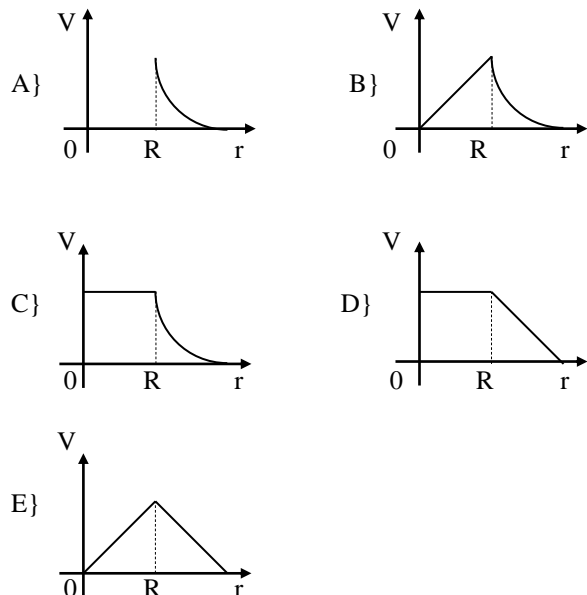 V V
A} B}
0 R r 0 R r
V V
C} D}
0 R r 0 R r
V
E}
0 R r